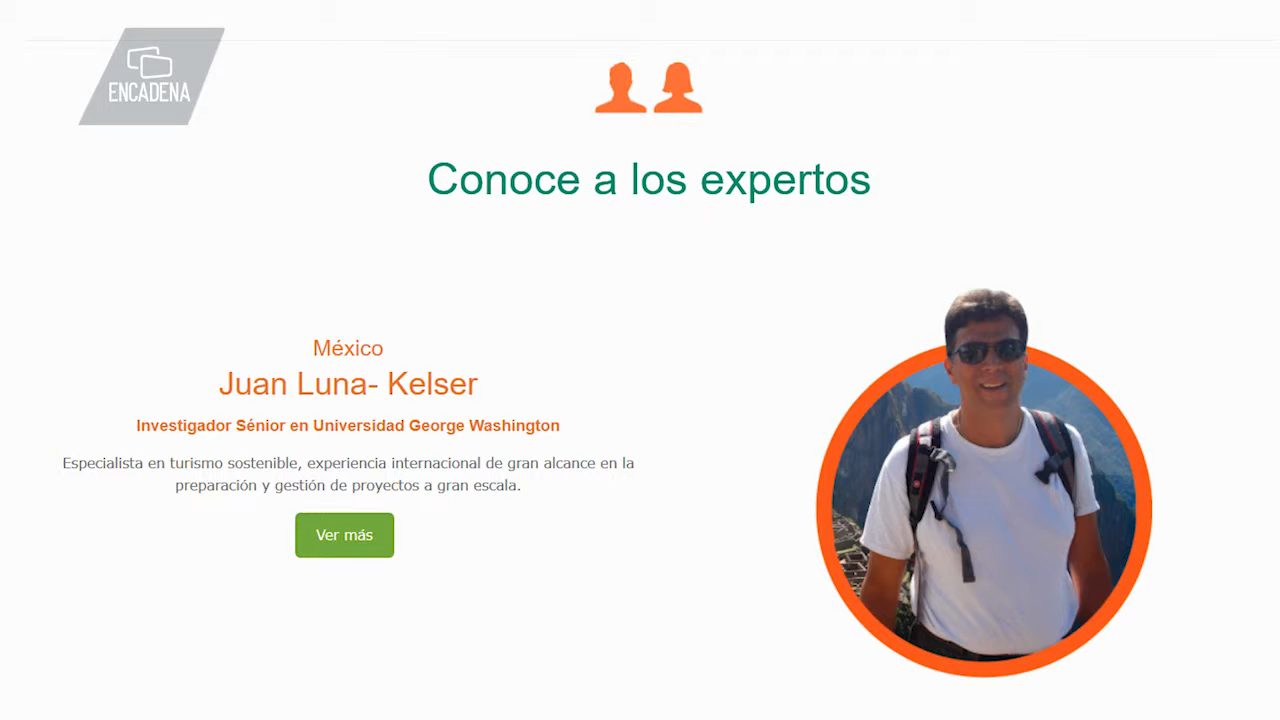 ENCADENA
Conoce a los expertos
México
Juan Luna- Kelser
Investigador Sénior en Universidad George Washington
Especialista en turismo sostenible, experiencia internacional de gran alcance en la
preparación y gestión de proyectos a gran escala.
Ver más